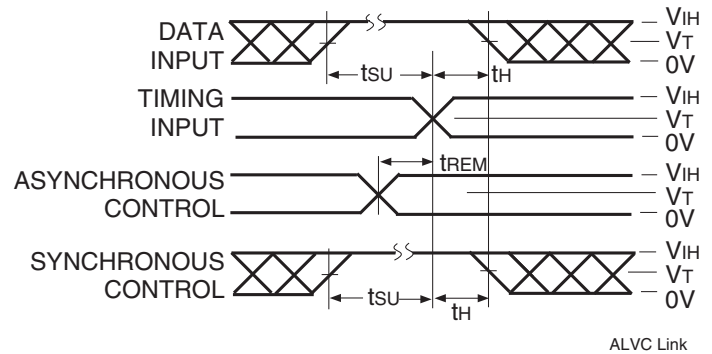 DATA
INPUT
tSU
tH
VIH
VT
0V
TIMING
INPUT
VIH
VT
0V
tREM
ASYNCHRONOUS
CONTROL
VIH
VT
0V
SYNCHRONOUS
CONTROL
tSU
tH
VIH
VT
0V
ALVC Link